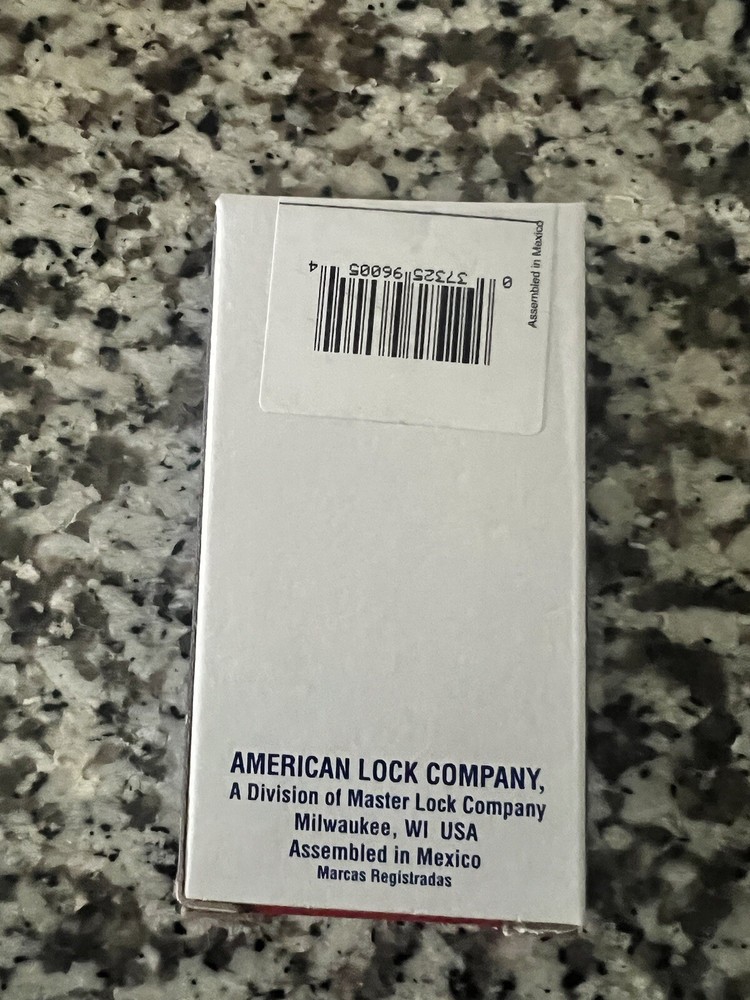 Assembled in Mexico
0 37325 96005 4
AMERICAN LOCK COMPANY,
A Division of Master Lock Company
Milwaukee, WI USA
Assembled in Mexico
Marcas Registradas